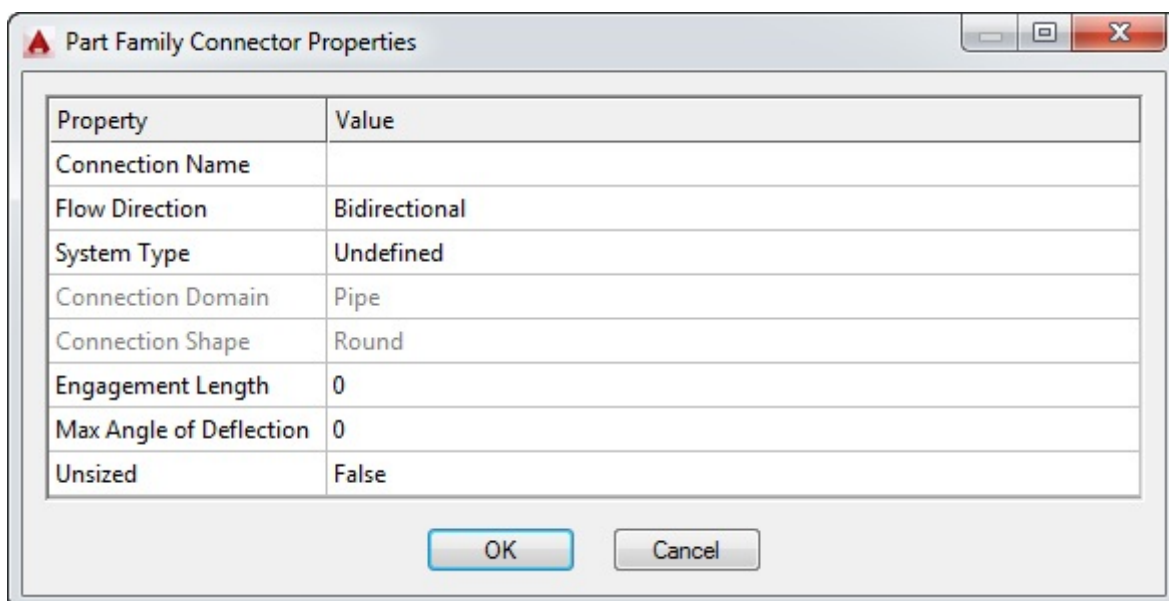 Part Family Connector Properties
Property Value
Connection Name
Flow Direction Bidirectional
System Type Undefined
Connection Domain Pipe
Connection Shape Round
Engagement Length 0
Max Angle of Deflection 0
Unsized False
OK Cancel